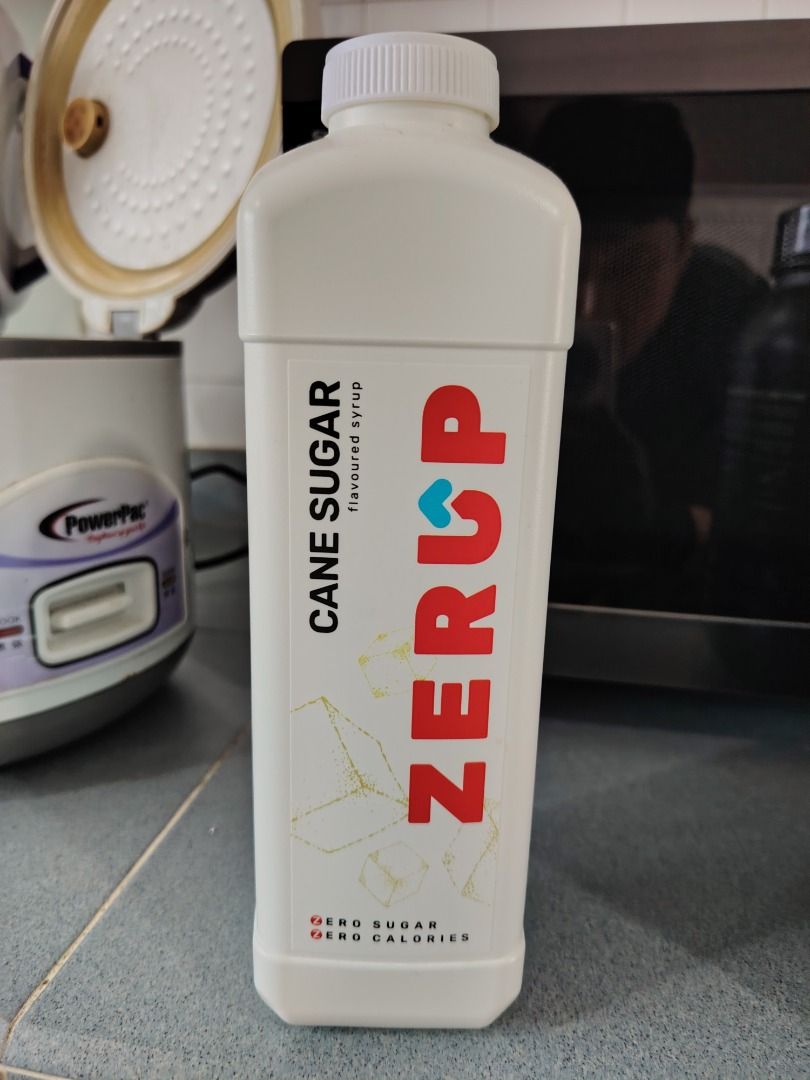 CANE SUGAR
flavoured syrup
ZERUP
ZERO SUGAR
ZERO CALORIES
PowerPac